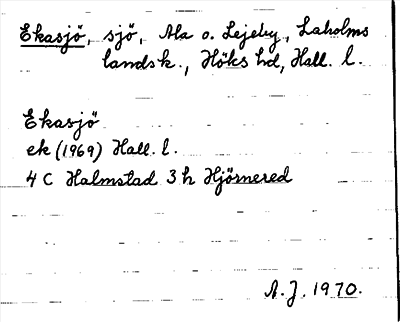 Ekasjö, sjö, Ala o. Lejeby, Laholms
landsk., Höks hd, Hall. l.
Ekasjö
ek (1969) Hall. l.
4 C Halmstad 3 h Hjörnered
A.J. 1970.